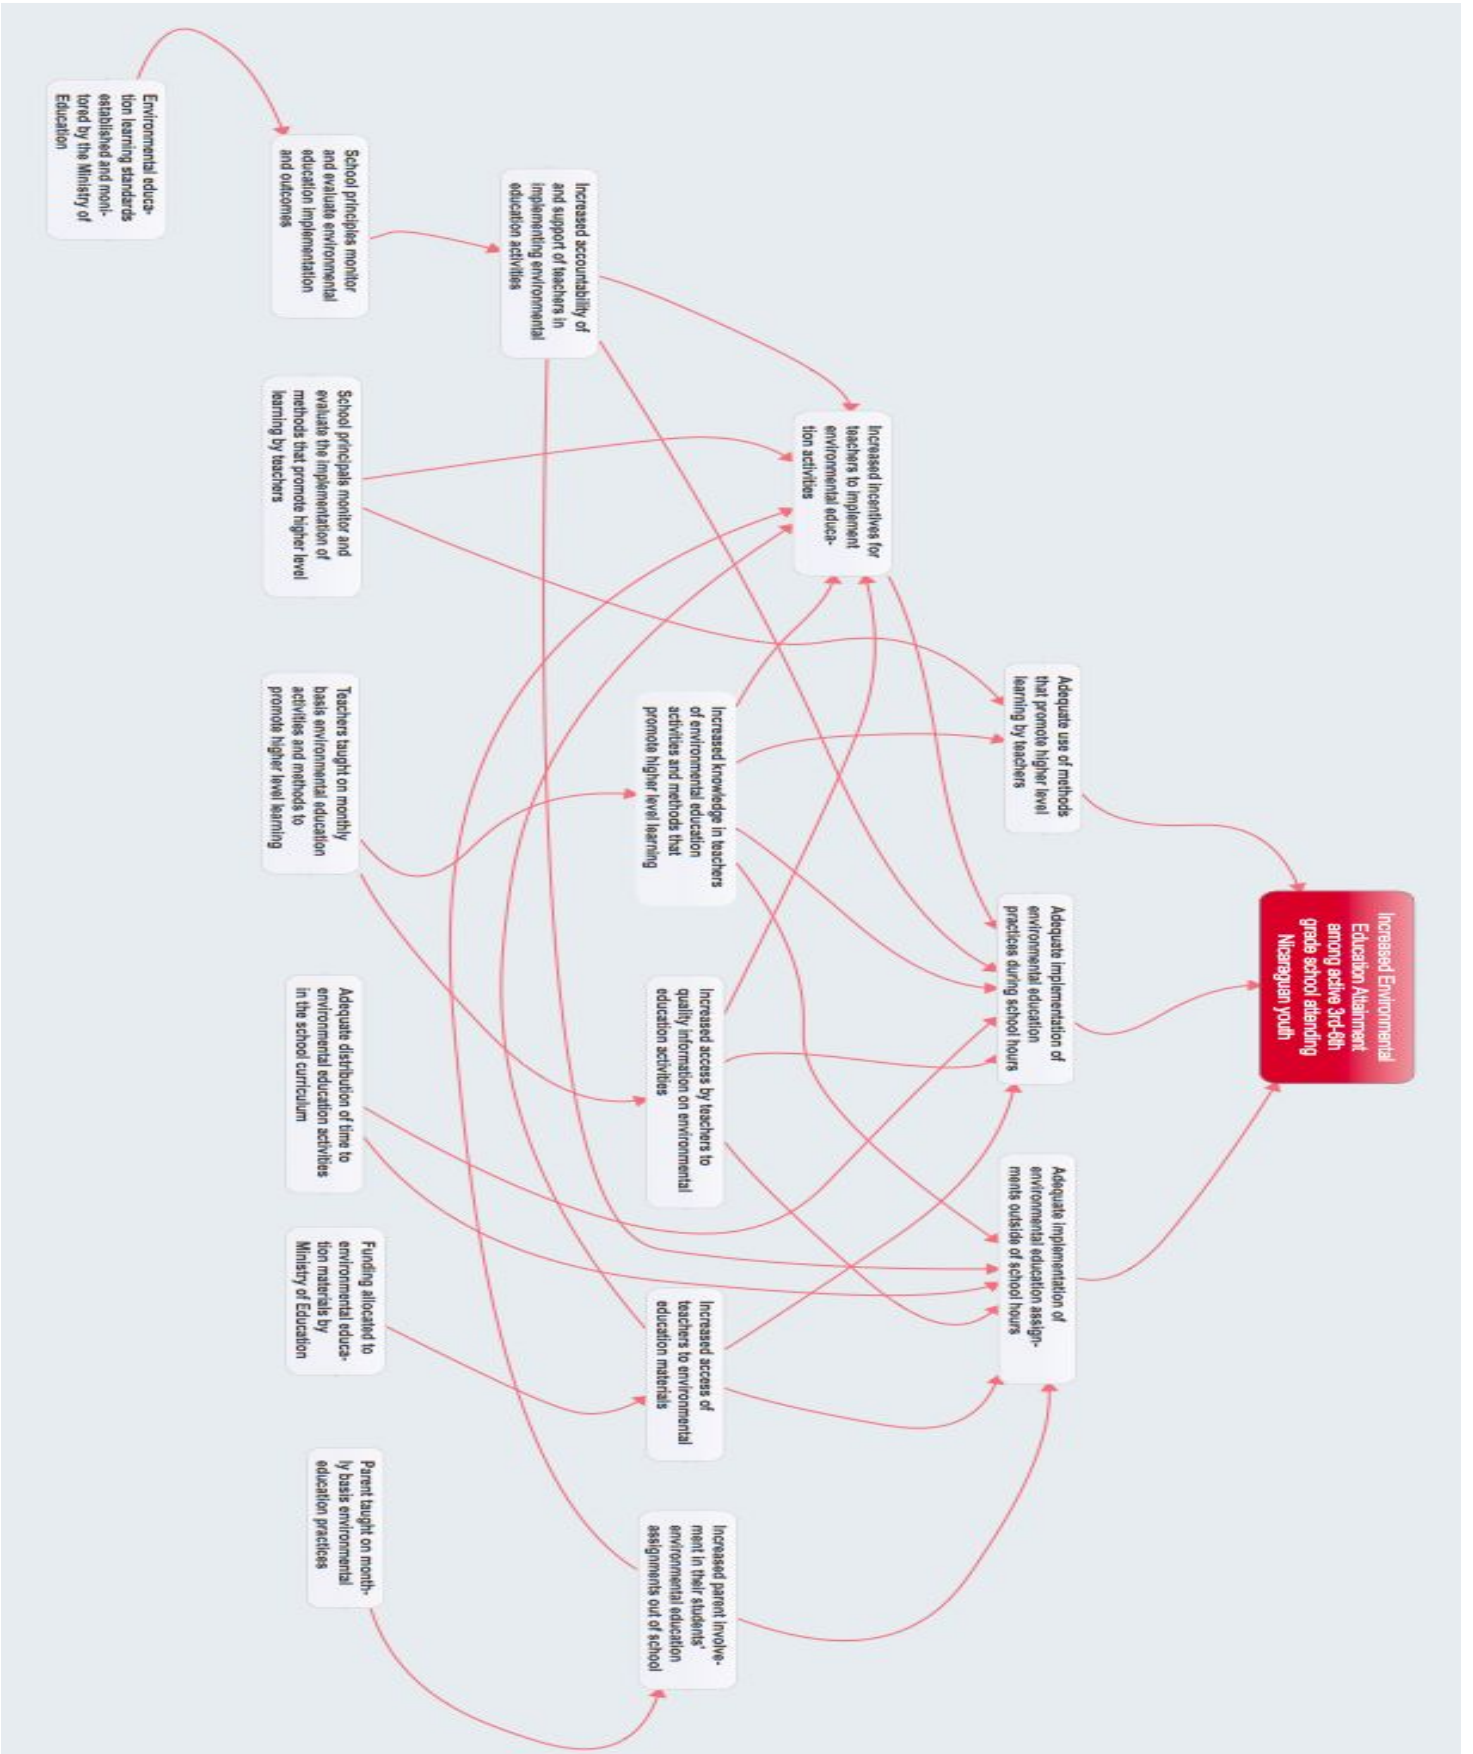 Increased Environmental
Education Attainment
among active 3rd-6th
grade school attending
Nicaraguan youth
Adequate use of methods
that promote higher level
learning by teachers
Adequate implementation of
environmental education
practices during school hours
Adequate implementation of
environmental education assign-
ments outside of school hours
Increased incentives for
teachers to implement
environmental educa-
tion activities
Increased knowledge in teachers
of environmental education
activities and methods that
promote higher level learning
Increased access by teachers to
quality information on environmental
education activities
Increased access of
teachers to environmental
education materials
Increased parent involve-
ment in their students'
environmental education
assignments out of school
Increased accountability of
and support of teachers in
implementing environmental
education activities
School principles monitor
and evaluate environmental
education implementation
and outcomes
School principals monitor and
evaluate the implementation of
methods that promote higher level
learning by teachers
Teachers taught on monthly
basis environmental education
activities and methods to
promote higher level learning
Adequate distribution of time to
environmental education activities
in the school curriculum
Funding allocated to
environmental educa-
tion materials by
Ministry of Education
Parent taught on month-
ly basis environmental
education practices
Environmental educa-
tion learning standards
established and moni-
tored by the Ministry of
Education